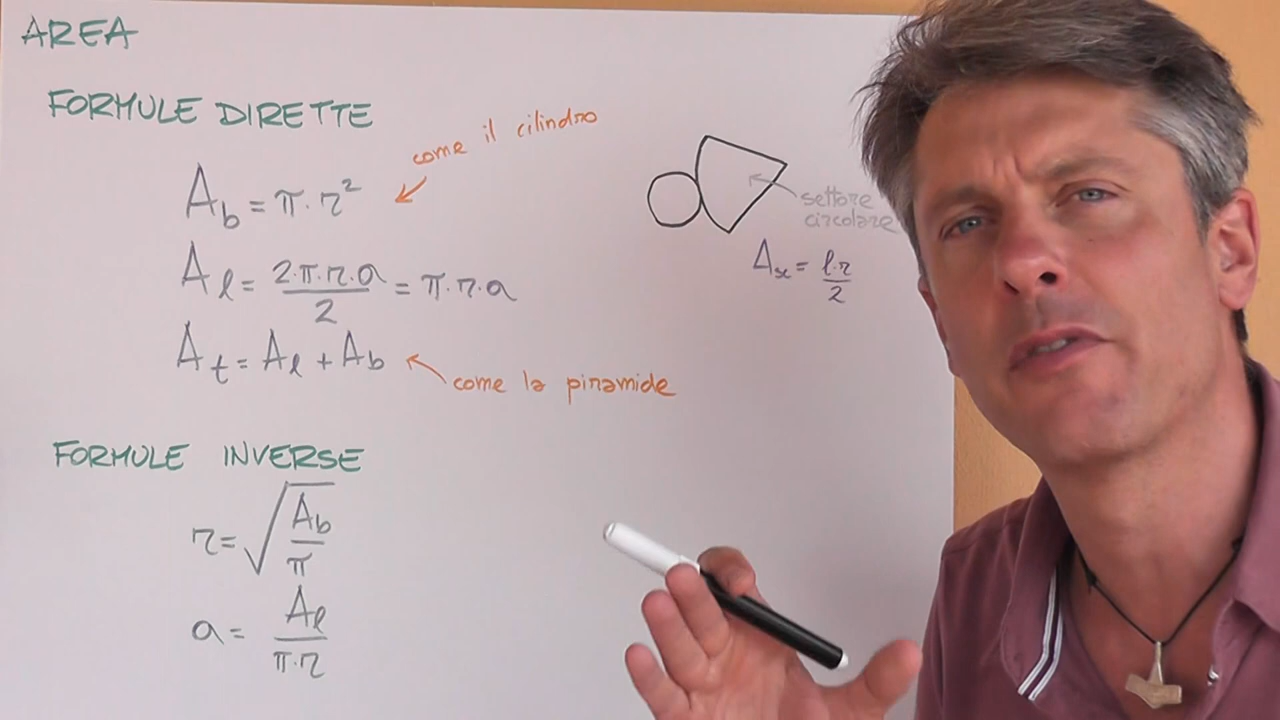 AREA
FORMULE DIRETTE
come il cilindro
A_b = π·r²
settore
circolare
A_x = l·r/2
A_l = 2·π·r·a/2 = π·r·a
A_t = A_l + A_b
come la piramide
FORMULE INVERSE
r = √(A_b/π)
a = A_l/π·r